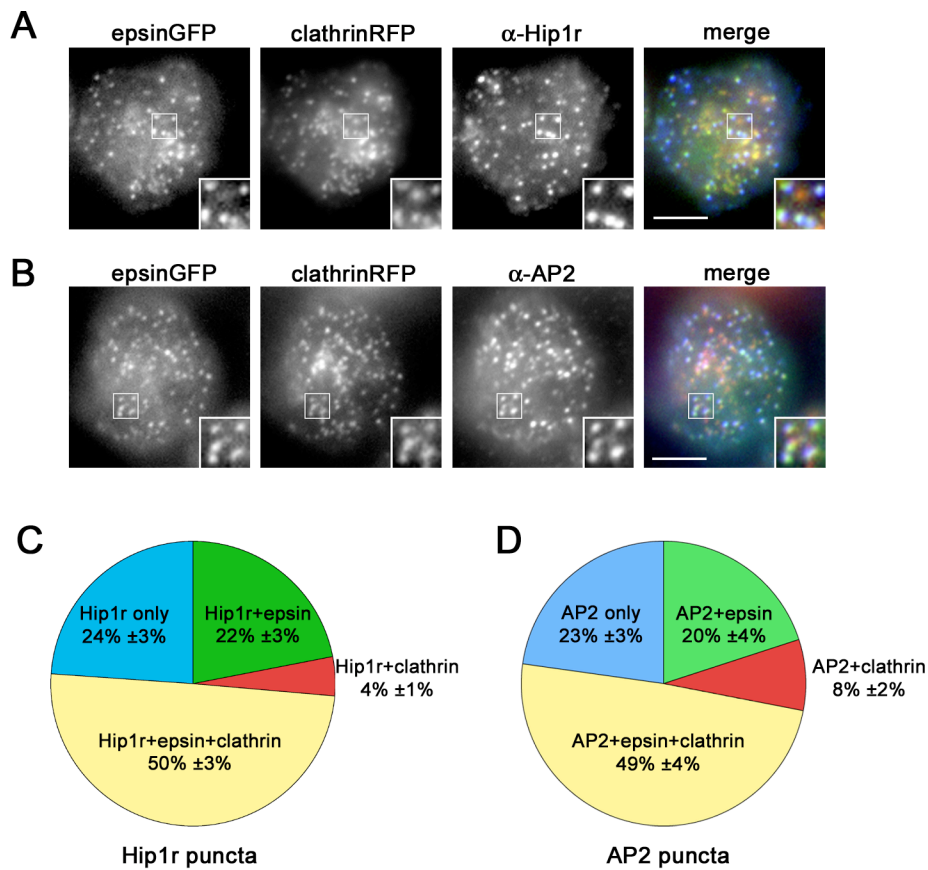 A
epsinGFP clathrinRFP α-Hip1r merge
B
epsinGFP clathrinRFP α-AP2 merge
C
Hip1r only
24% ±3%
Hip1r+epsin
22% ±3%
Hip1r+clathrin
4% ±1%
Hip1r+epsin+clathrin
50% ±3%
Hip1r puncta
D
AP2 only
23% ±3%
AP2+epsin
20% ±4%
AP2+clathrin
8% ±2%
AP2+epsin+clathrin
49% ±4%
AP2 puncta